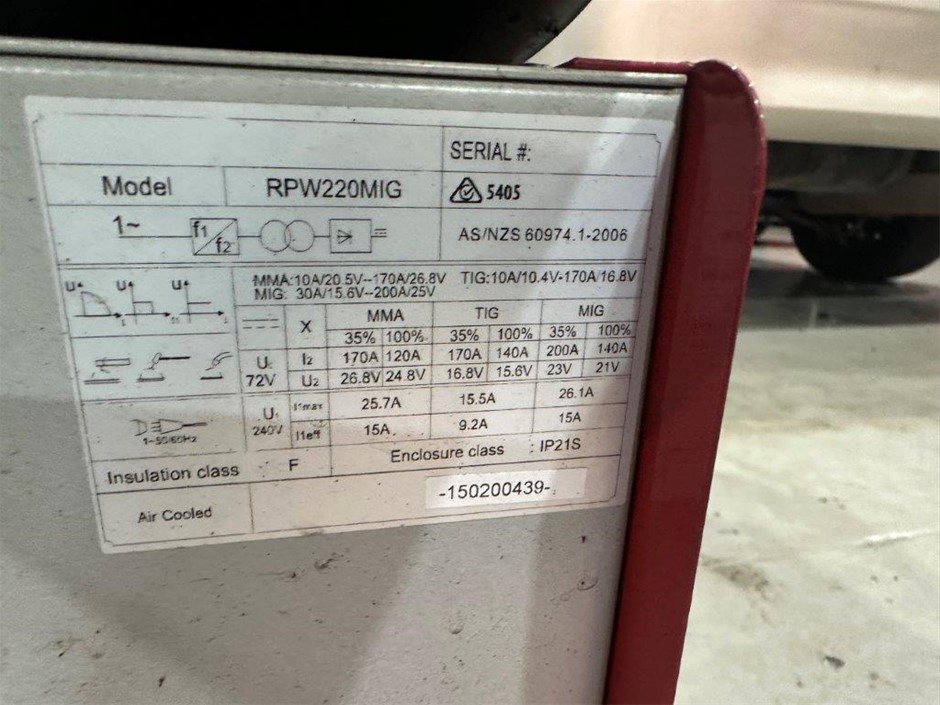 SERIAL #:
Model RPW220MIG
5405
1~ f1 f2
AS/NZS 60974.1-2006
MMA:10A/20.5V--170A/26.8V TIG:10A/10.4V-170A/16.8V
MIG: 30A/15.6V--200A/25V
U U U
X MMA TIG MIG
35% 100% 35% 100% 35% 100%
I2 170A 120A 170A 140A 200A 140A
U 72V U2 26.8V 24.8V 16.8V 15.6V 23V 21V
U1 240V I1max 25.7A 15.5A 26.1A
I1eff 15A 9.2A 15A
1~50/60Hz
Insulation class F Enclosure class : IP21S
Air Cooled -150200439-